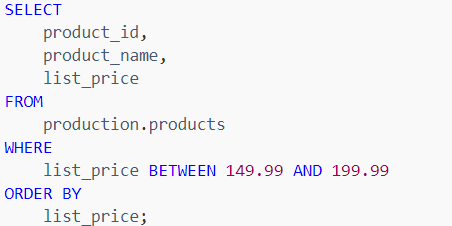 SELECT
    product_id,
    product_name,
    list_price
FROM
    production.products
WHERE
    list_price BETWEEN 149.99 AND 199.99
ORDER BY
    list_price;